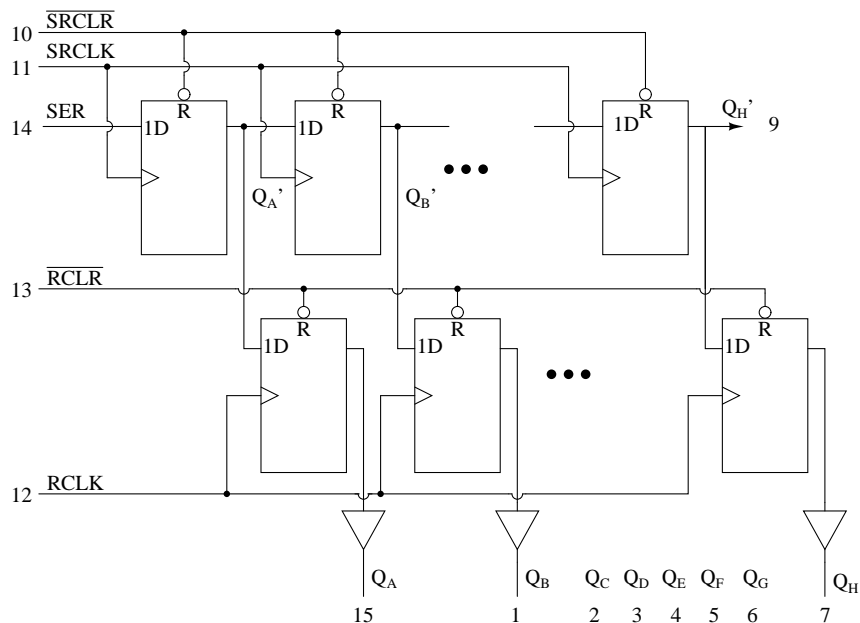 10 SRCLR
11 SRCLK
14 SER
R
R
R
1D
1D
1D
QH' 9
QA'
QB'
13 RCLR
R
R
R
1D
1D
1D
12 RCLK
QA QB QC QD QE QF QG QH
15 1 2 3 4 5 6 7